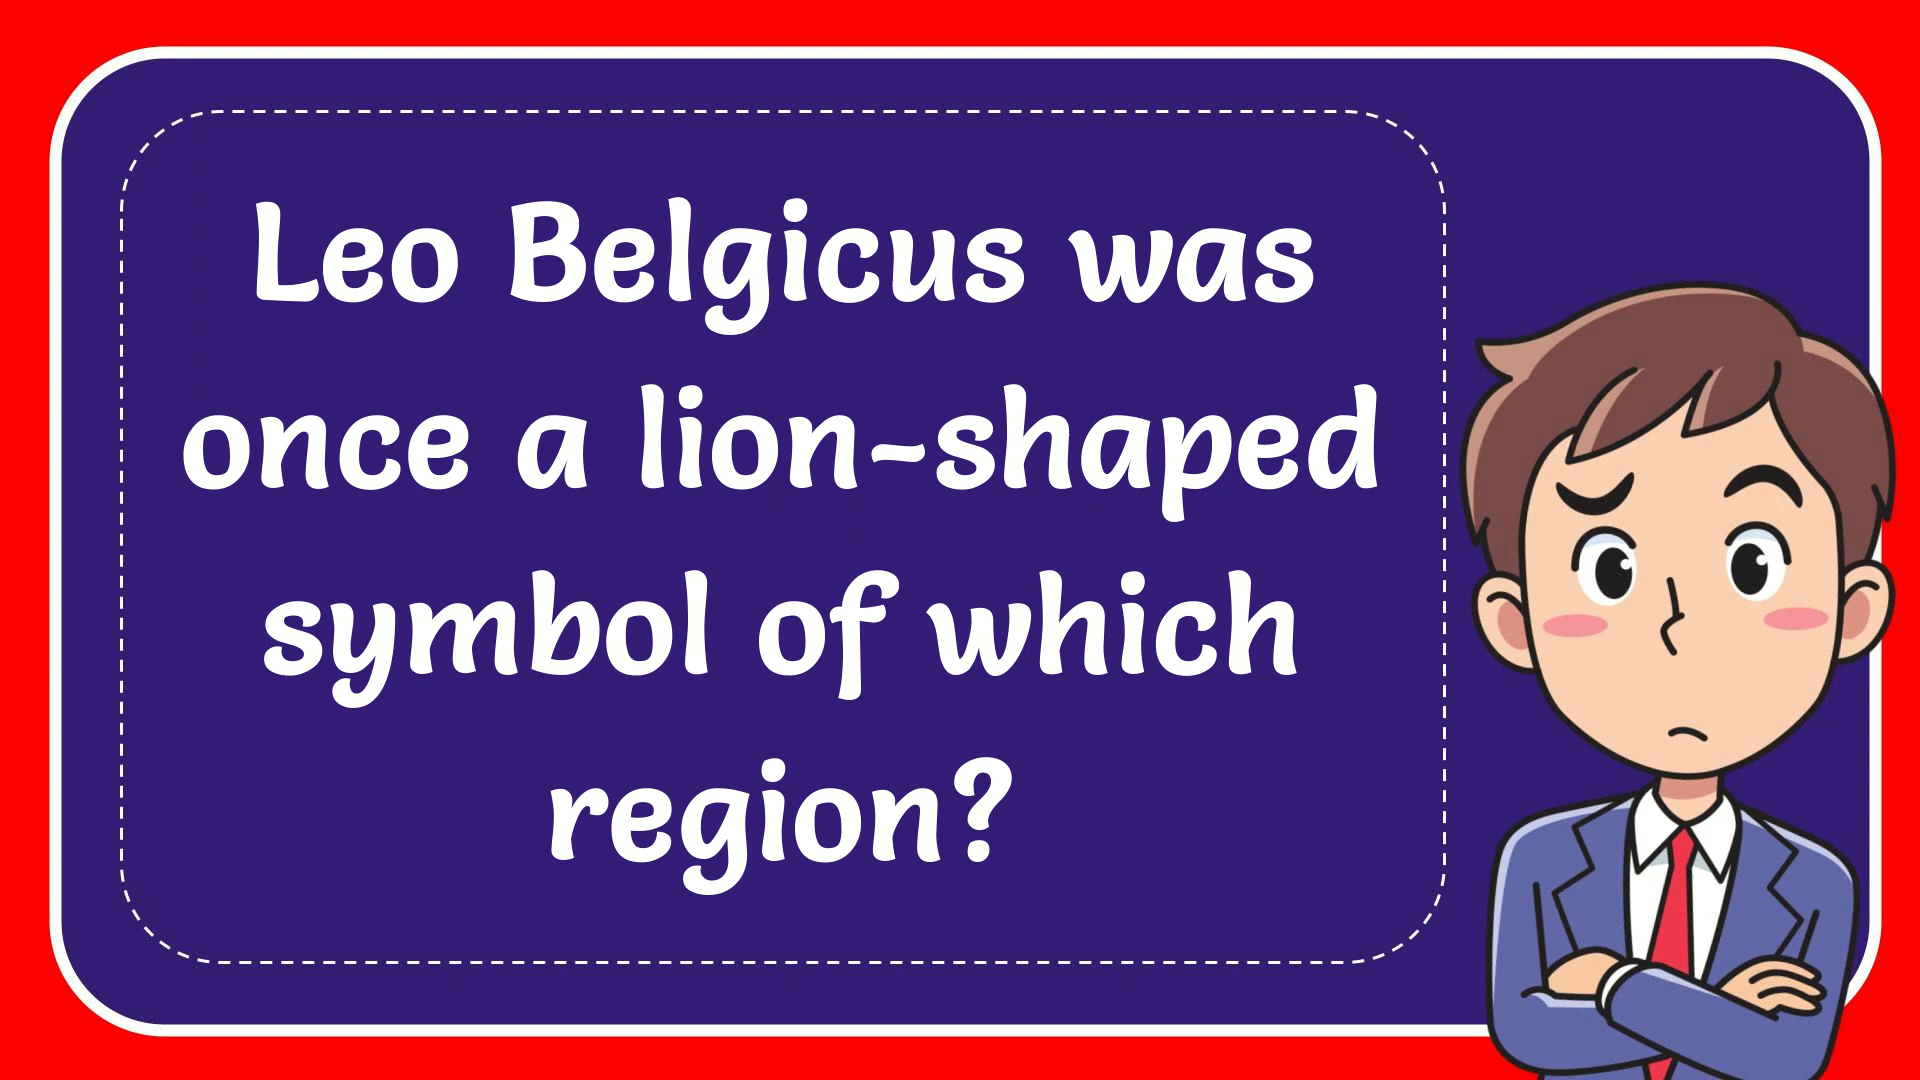 Leo Belgicus was
once a lion-shaped
symbol of which
region?